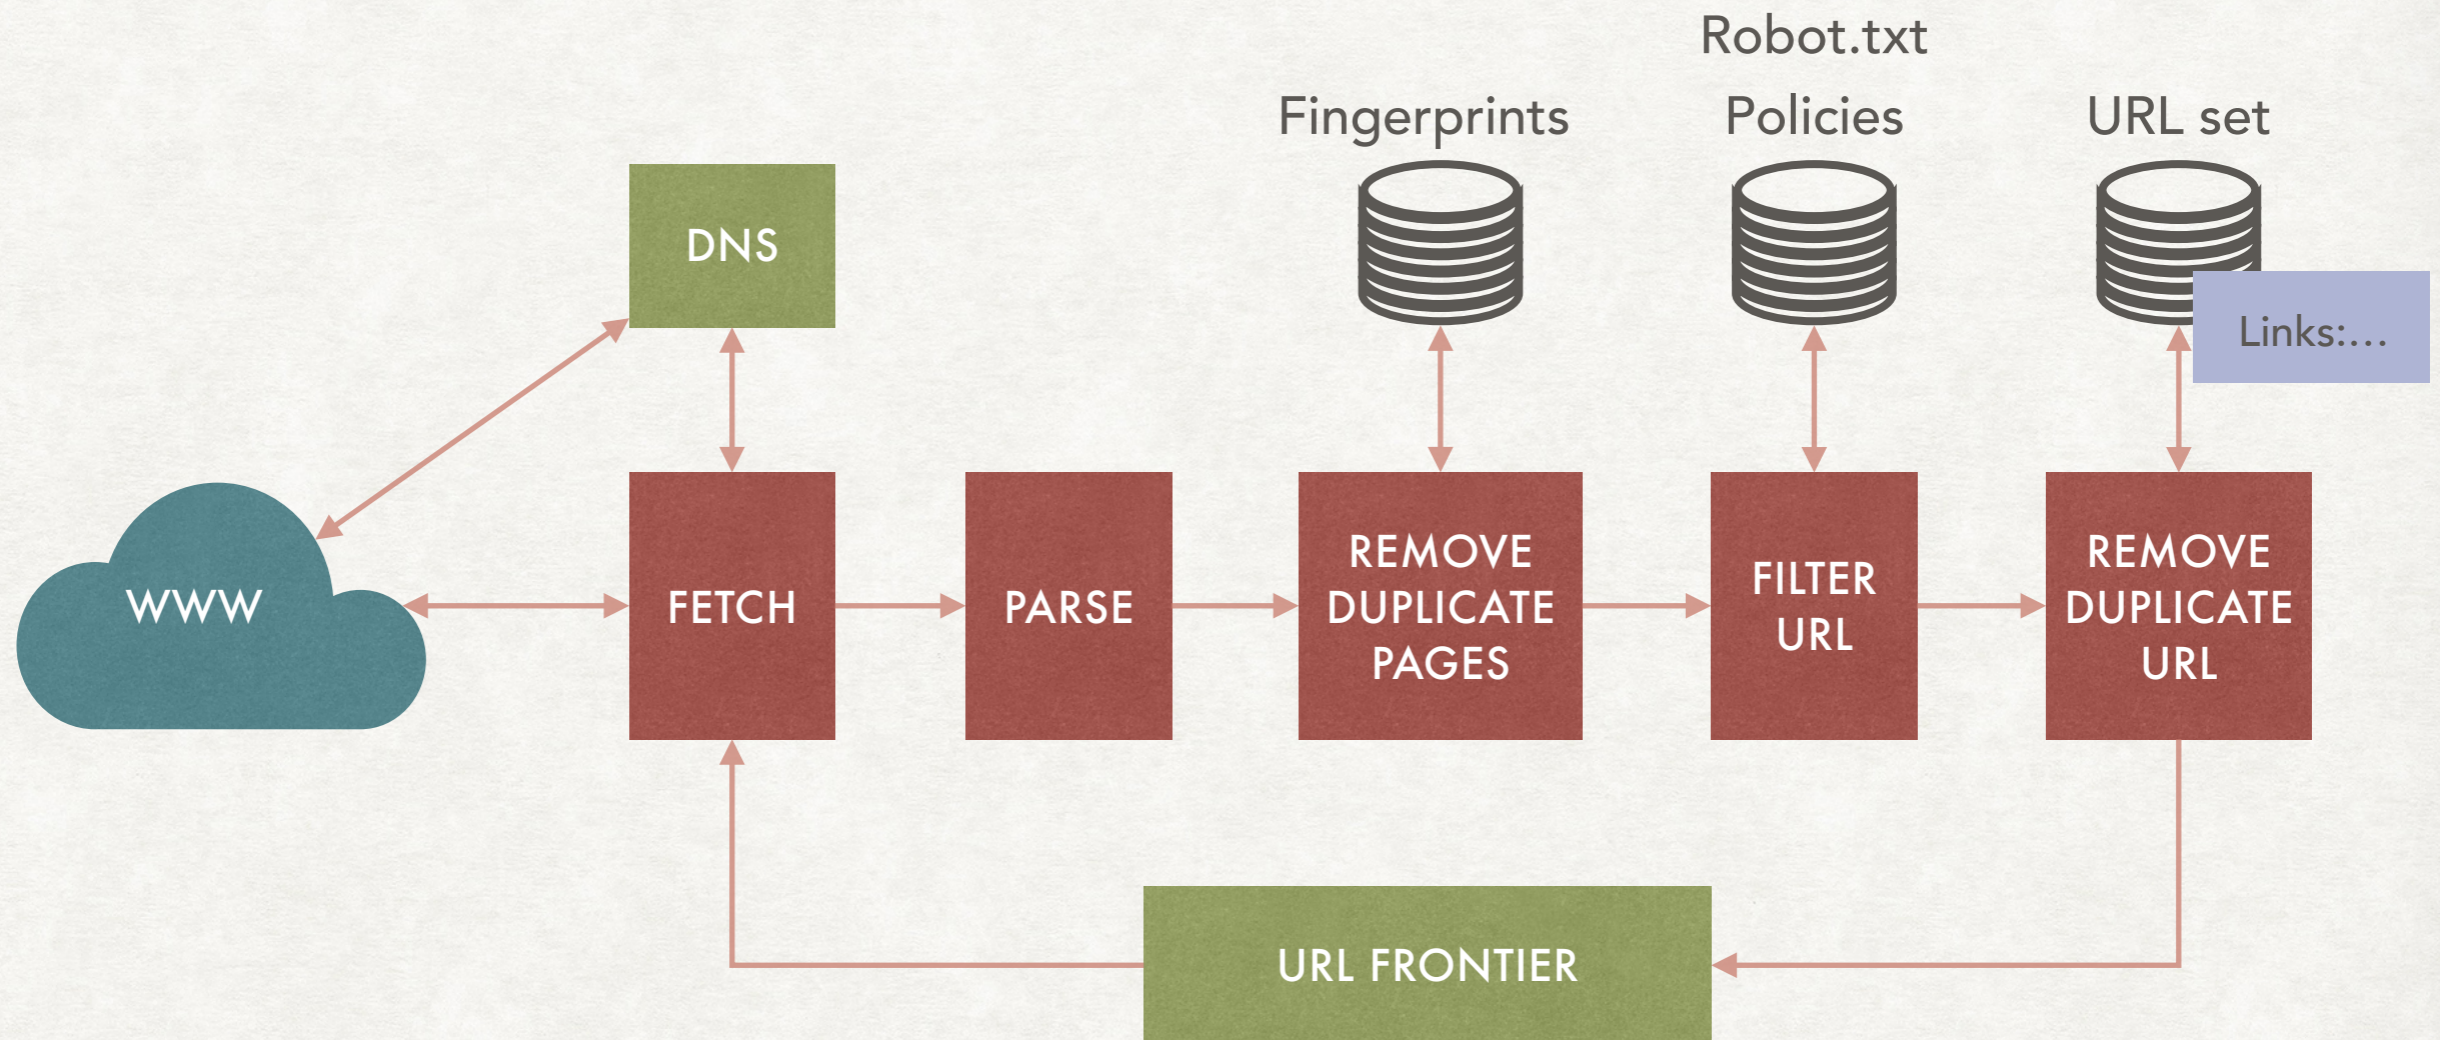 Robot.txt
Fingerprints
Policies
URL set
DNS
Links:...
WWW
FETCH
PARSE
REMOVE
DUPLICATE
PAGES
FILTER
URL
REMOVE
DUPLICATE
URL
URL FRONTIER